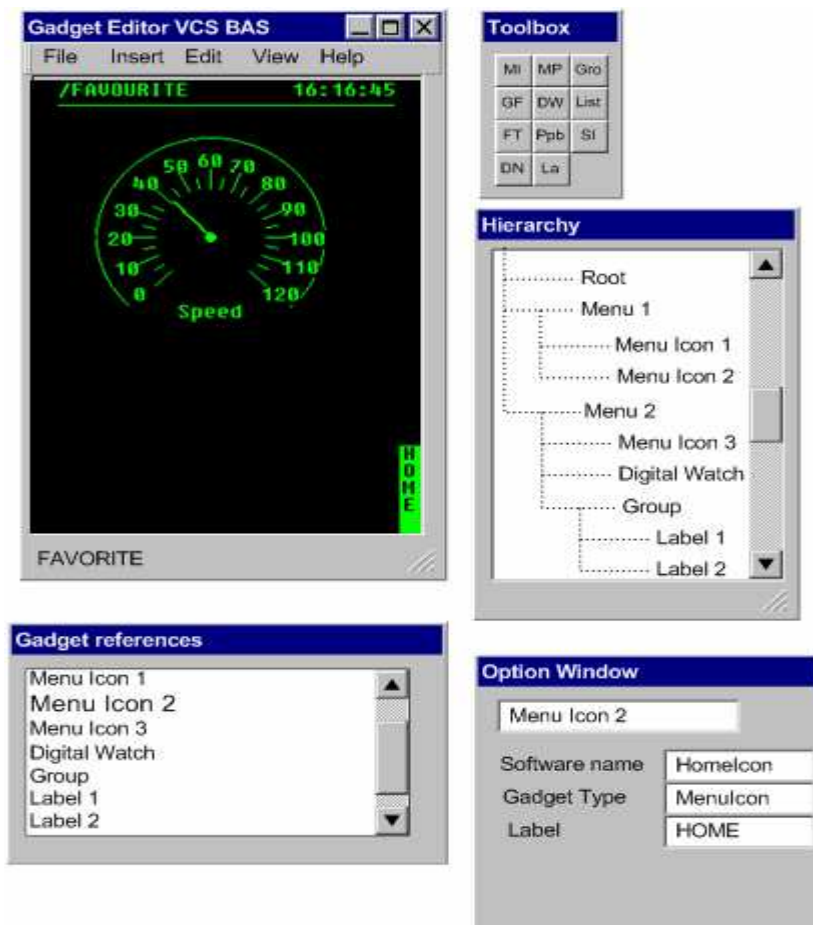 Gadget Editor VCS BAS
File Insert Edit View Help
/FAVOURITE 16:16:45
0 10 20 30 40 50 60 70 80 90 100 110 120
Speed
HOME
FAVORITE
Toolbox
MI MP Gro
GF DW List
FT Ppb SI
DN La
Hierarchy
Root
Menu 1
Menu Icon 1
Menu Icon 2
Menu 2
Menu Icon 3
Digital Watch
Group
Label 1
Label 2
Gadget references
Menu Icon 1
Menu Icon 2
Menu Icon 3
Digital Watch
Group
Label 1
Label 2
Option Window
Menu Icon 2
Software name HomeIcon
Gadget Type MenuIcon
Label HOME